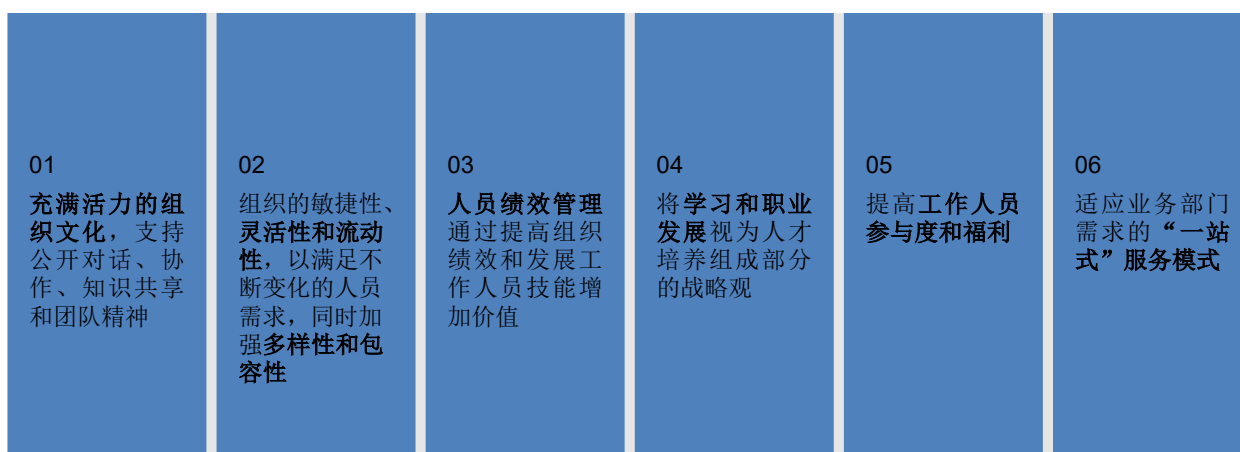 01
充满活力的组
织文化，支持
公开对话、协
作、知识共享
和团队精神
02
组织的敏捷性、
灵活性和流动
性，以满足不
断变化的人员
需求，同时加
强多样性和包
容性
03
人员绩效管理
通过提高组织
绩效和发展工
作人员技能增
加价值
04
将学习和职业
发展视为人才
培养组成部分
的战略观
05
提高工作人员
参与度和福利
06
适应业务部门
需求的“一站
式”服务模式